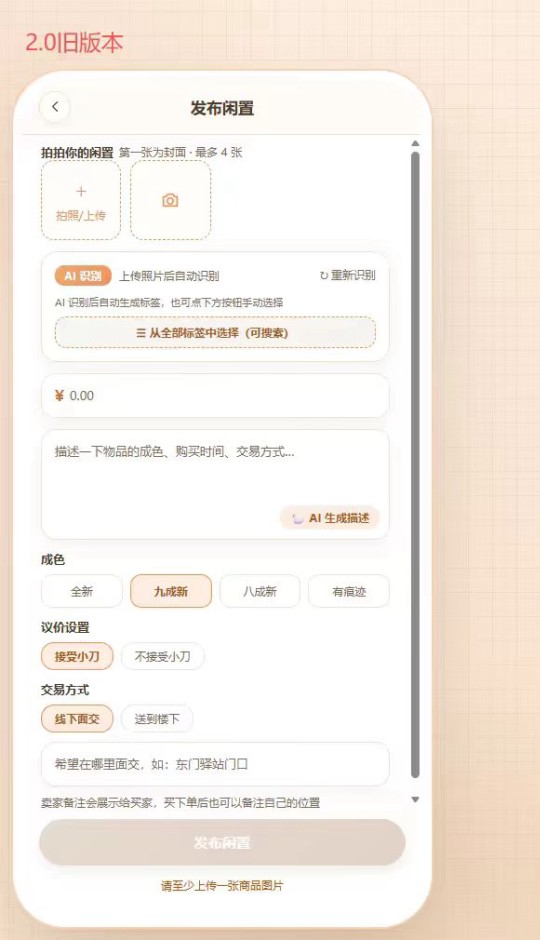 2.0旧版本
发布闲置
拍拍你的闲置 第一张为封面 · 最多 4 张
拍照/上传
AI 识别 上传照片后自动识别 ↻ 重新识别
AI 识别后自动生成标签，也可点下方按钮手动选择
☰ 从全部标签中选择（可搜索）
¥ 0.00
描述一下物品的成色、购买时间、交易方式...
AI 生成描述
成色
全新 九成新 八成新 有痕迹
议价设置
接受小刀 不接受小刀
交易方式
线下面交 送到楼下
希望在哪里面交，如：东门驿站门口
卖家备注会展示给买家，买下单后也可以备注自己的位置
发布闲置
请至少上传一张商品图片